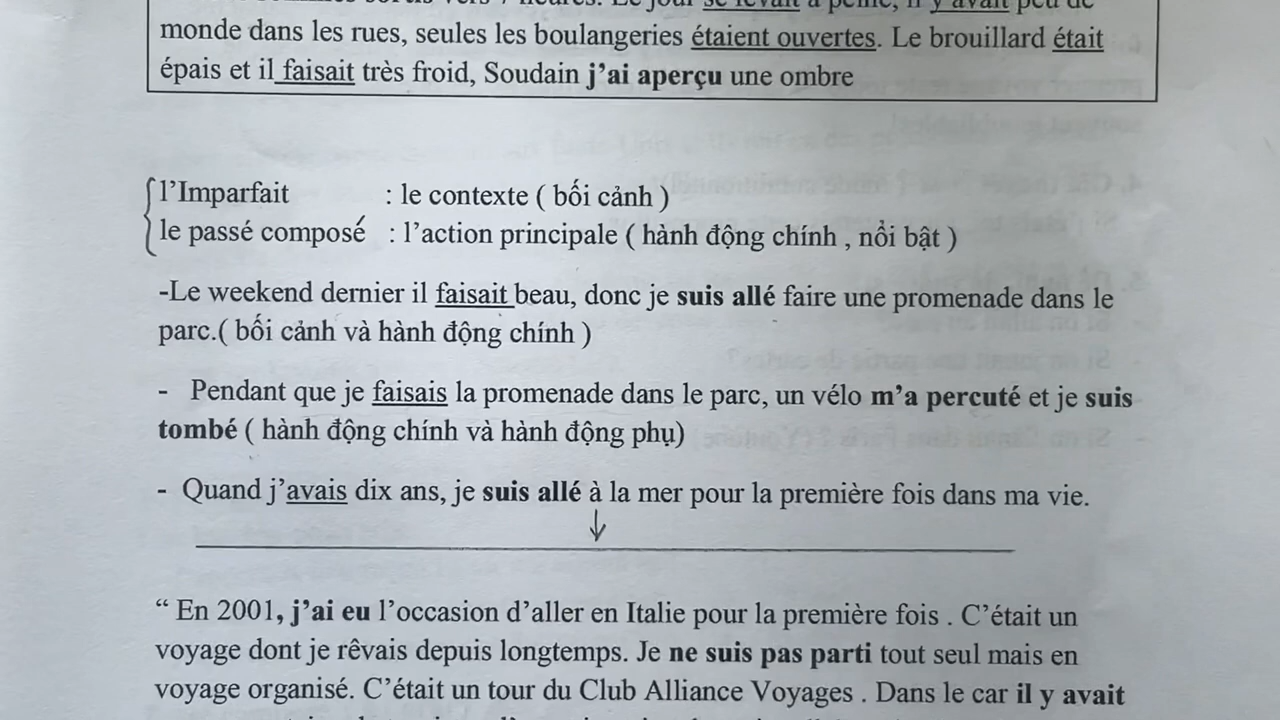 se levait à peine, il y avait peu de
monde dans les rues, seules les boulangeries étaient ouvertes. Le brouillard était
épais et il faisait très froid, Soudain j'ai aperçu une ombre
l'Imparfait : le contexte ( bối cảnh )
le passé composé : l'action principale ( hành động chính , nổi bật )
-Le weekend dernier il faisait beau, donc je suis allé faire une promenade dans le
parc.( bối cảnh và hành động chính )
- Pendant que je faisais la promenade dans le parc, un vélo m'a percuté et je suis
tombé ( hành động chính và hành động phụ)
- Quand j'avais dix ans, je suis allé à la mer pour la première fois dans ma vie.
“ En 2001, j'ai eu l'occasion d'aller en Italie pour la première fois . C'était un
voyage dont je rêvais depuis longtemps. Je ne suis pas parti tout seul mais en
voyage organisé. C'était un tour du Club Alliance Voyages . Dans le car il y avait